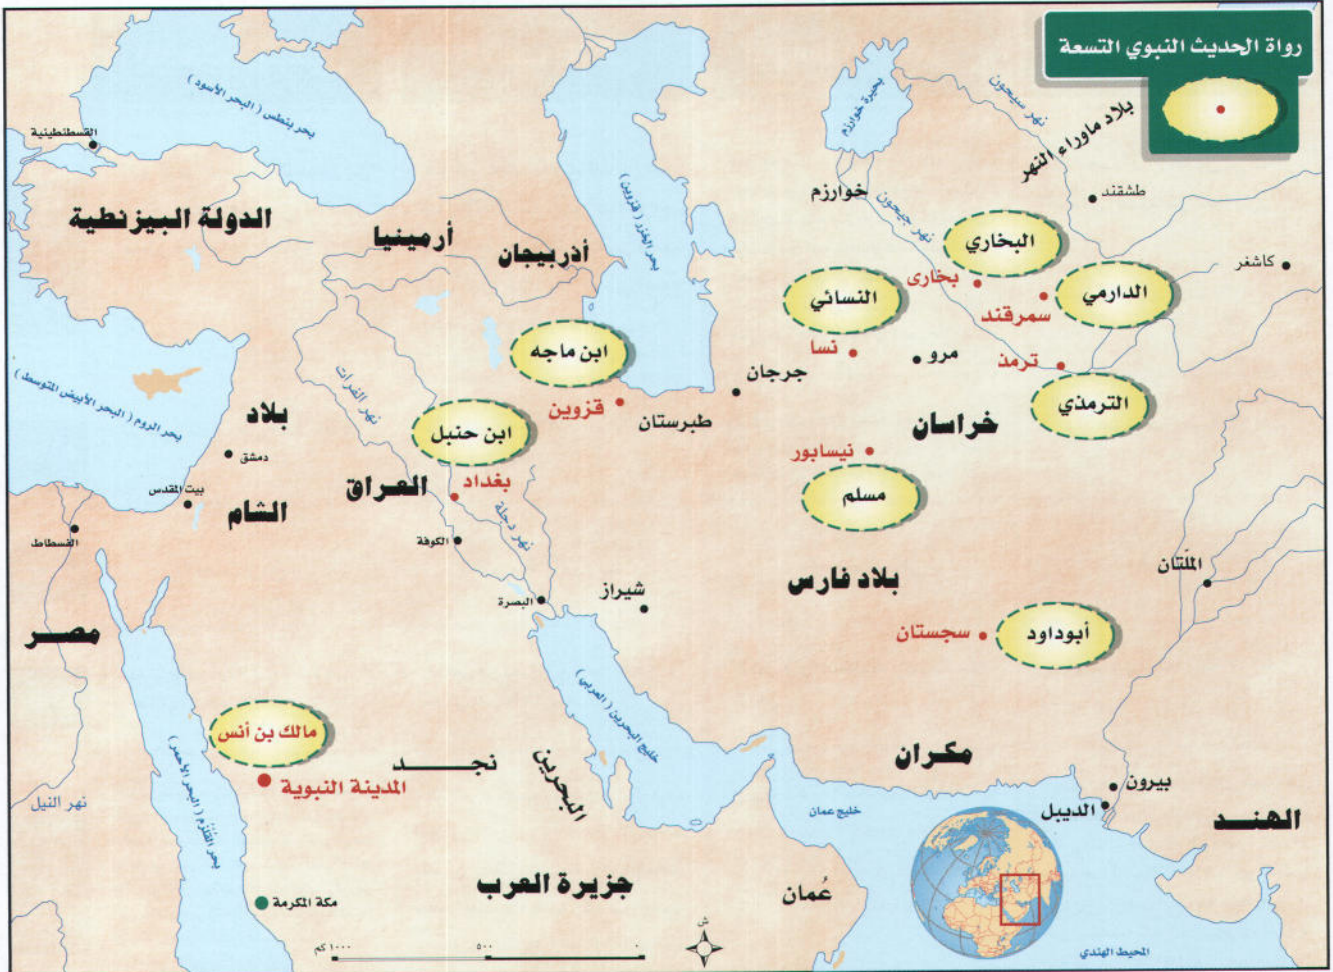 رواة الحديث النبوي التسعة
بحر بنطس ( البحر الأسود )
القسطنطينية
الدولة البيزنطية
أرمينيا
أذربيجان
بحر الخزر ( قزوين )
بحيرة خوارزم
نهر سيحون
بلاد ماوراء النهر
خوارزم
نهر جيحون
طشقند
كاشغر
البخاري
بخارى
الدارمي
سمرقند
النسائي
نسا
مرو
ترمذ
الترمذي
ابن ماجه
قزوين
جرجان
طبرستان
خراسان
نيسابور
مسلم
بحر الروم ( البحر الأبيض المتوسط )
نهر الفرات
بلاد
الشام
دمشق
بيت المقدس
ابن حنبل
بغداد
العراق
نهر دجلة
الكوفة
البصرة
الفسطاط
مصر
شيراز
بلاد فارس
الملتان
سجستان
أبوداود
خليج البحرين ( العربي )
مالك بن أنس
المدينة النبوية
نجد
البحرين
مكران
بيرون
الديبل
الهند
نهر النيل
بحر القلزم ( البحر الأحمر )
خليج عمان
مكة المكرمة
جزيرة العرب
عُمان
ش
١٠٠٠ كم
٥٠٠
٠
المحيط الهندي